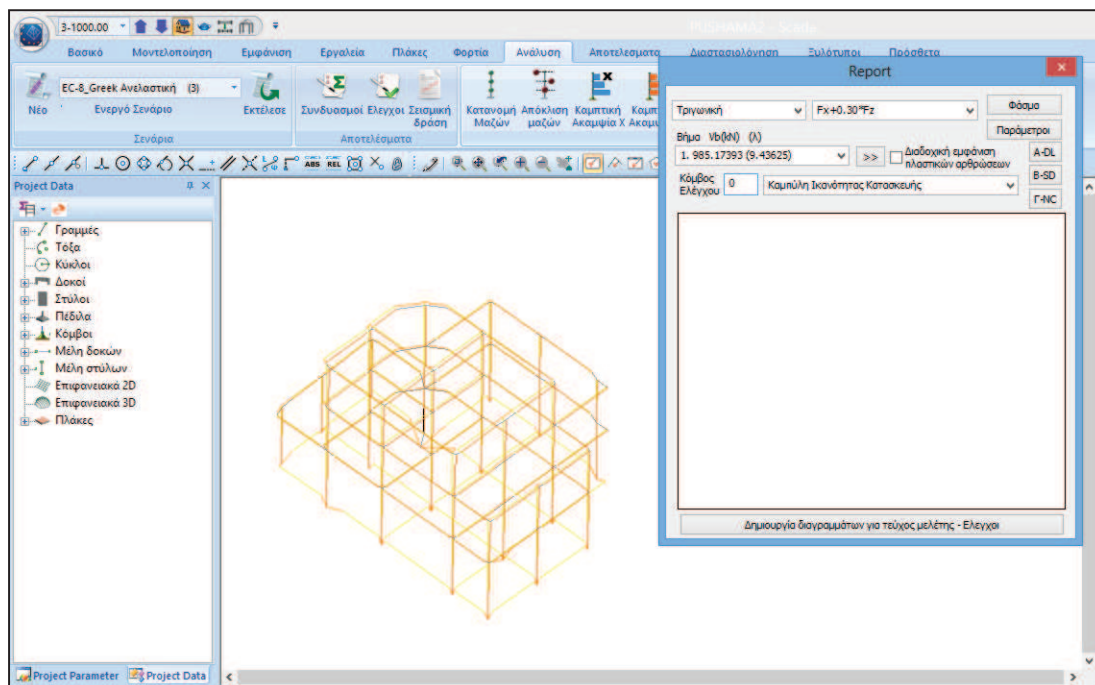 3-1000.00
Βασικό Μοντελοποίηση Εμφάνιση Εργαλεία Πλάκες Φορτία Ανάλυση Αποτελεσματα Διαστασιολόγηση Ξυλότυποι Πρόσθετα
Νέο
EC-8_Greek Ανελαστική (3)
Ενεργό Σενάριο
Εκτέλεσε
Σενάρια
Συνδυασμοί Ελεγχοι Σεισμική δράση
Αποτελέσματα
Κατανομή Μαζών
Απόκλιση μαζών
Καμπτική Ακαμψία X
ABS REL
Project Data
Γραμμές
Τόξα
Κύκλοι
Δοκοί
Στύλοι
Πέδιλα
Κόμβοι
Μέλη δοκών
Μέλη στύλων
Επιφανειακά 2D
Επιφανειακά 3D
Πλάκες
Project Parameter Project Data
Report
Τριγωνική Fx+0.30*Fz Φάσμα
Παράμετροι
Βήμα Vb(kN) (λ)
1. 985.17393 (9.43625) >> Διαδοχική εμφάνιση πλαστικών αρθρώσεων
A-DL
B-SD
Γ-NC
Κόμβος Ελέγχου 0 Καμπύλη Ικανότητας Κατασκευής
Δημιουργία διαγραμμάτων για τεύχος μελέτης - Ελεγχοι